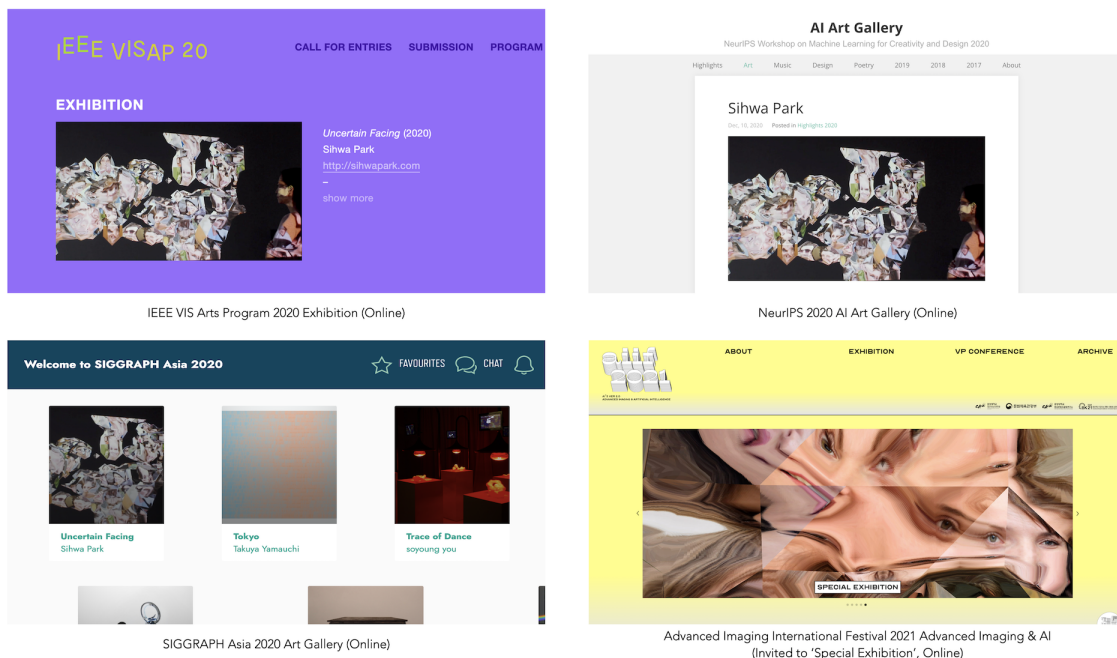 IEEE VISAP 20
CALL FOR ENTRIES SUBMISSION PROGRAM
EXHIBITION
Uncertain Facing (2020)
Sihwa Park
http://sihwapark.com
–
show more
IEEE VIS Arts Program 2020 Exhibition (Online)
AI Art Gallery
NeurIPS Workshop on Machine Learning for Creativity and Design 2020
Highlights Art Music Design Poetry 2019 2018 2017 About
Sihwa Park
Dec, 10, 2020 Posted in Highlights 2020
NeurIPS 2020 AI Art Gallery (Online)
Welcome to SIGGRAPH Asia 2020
FAVOURITES CHAT
Uncertain Facing
Sihwa Park
Tokyo
Takuya Yamauchi
Trace of Dance
soyoung you
SIGGRAPH Asia 2020 Art Gallery (Online)
ABOUT EXHIBITION VP CONFERENCE ARCHIVE
ADVANCED IMAGING & ARTIFICIAL INTELLIGENCE
SPECIAL EXHIBITION
Advanced Imaging International Festival 2021 Advanced Imaging & AI
(Invited to ‘Special Exhibition’, Online)